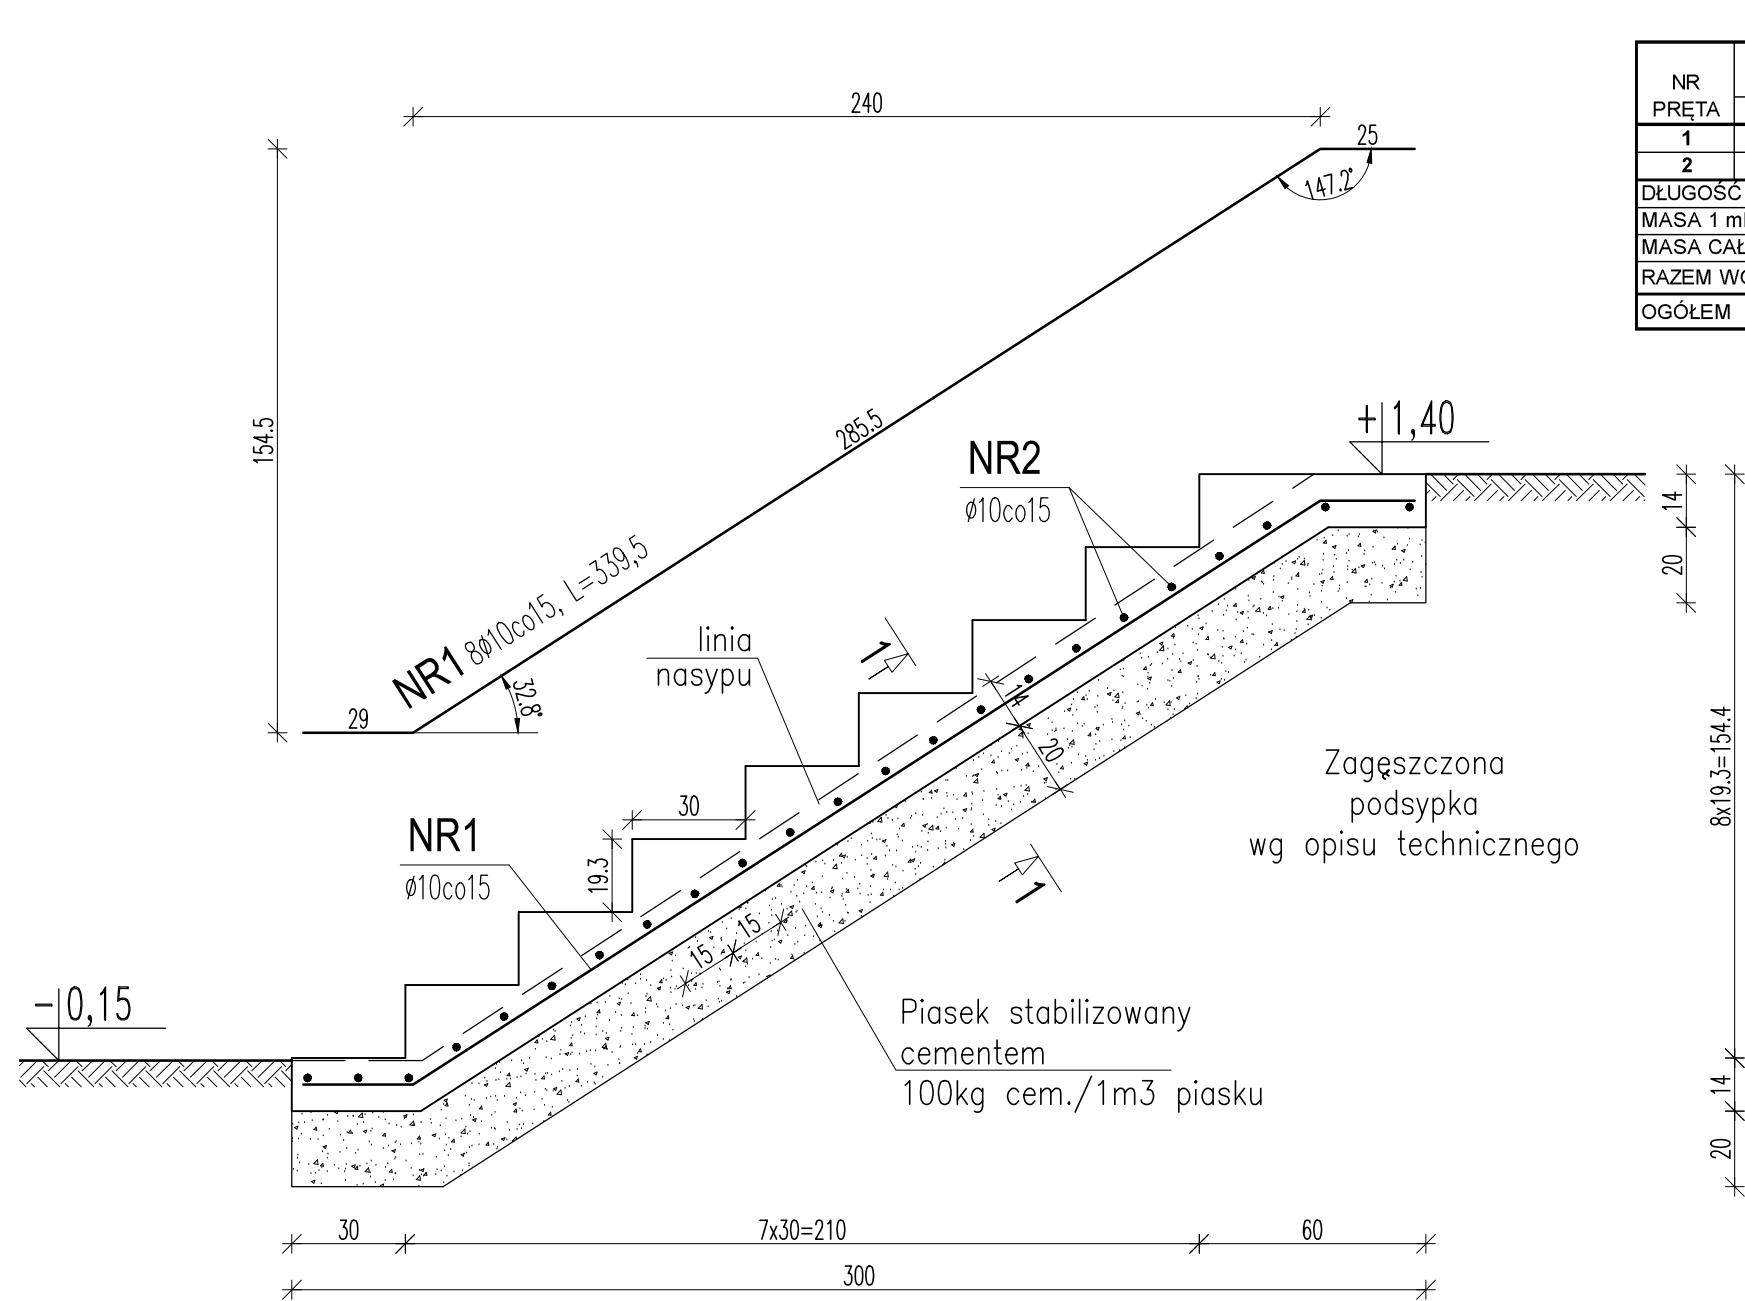 240
25
147.2°
154.5
285.5
NR1 8ø10co15, L=339,5
32.8°
29
NR
PRĘTA
1
2
DŁUGOŚĆ
MASA 1
MASA
RAZEM
OGÓŁEM
+1,40
NR2
ø10co15
14
20
linia
nasypu
1
14
20
1
30
19.3
NR1
ø10co15
15
15
Zagęszczona
podsypka
wg opisu technicznego
8x19.3=154.4
-0,15
Piasek stabilizowany
cementem
100kg cem./1m3 piasku
14
20
30
7x30=210
60
300